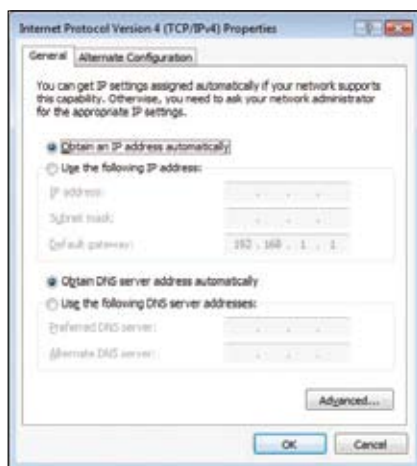 Internet Protocol Version 4 (TCP/IPv4) Properties
General
Alternate Configuration
You can get IP settings assigned automatically if your network supports
this capability. Otherwise, you need to ask your network administrator
for the appropriate IP settings.
Obtain an IP address automatically
Use the following IP address:
IP address:
Subnet mask:
Default gateway: 192 . 168 . 1 . 1
Obtain DNS server address automatically
Use the following DNS server addresses:
Preferred DNS server:
Alternate DNS server:
Advanced...
OK
Cancel